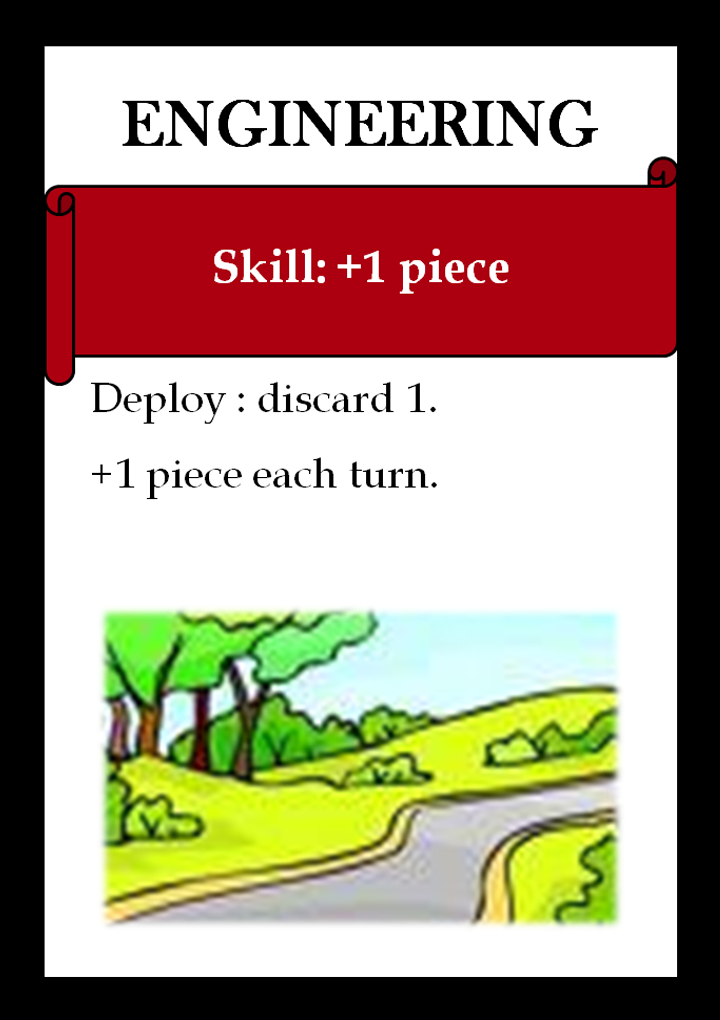 ENGINEERING
Skill: +1 piece
Deploy : discard 1.
+1 piece each turn.